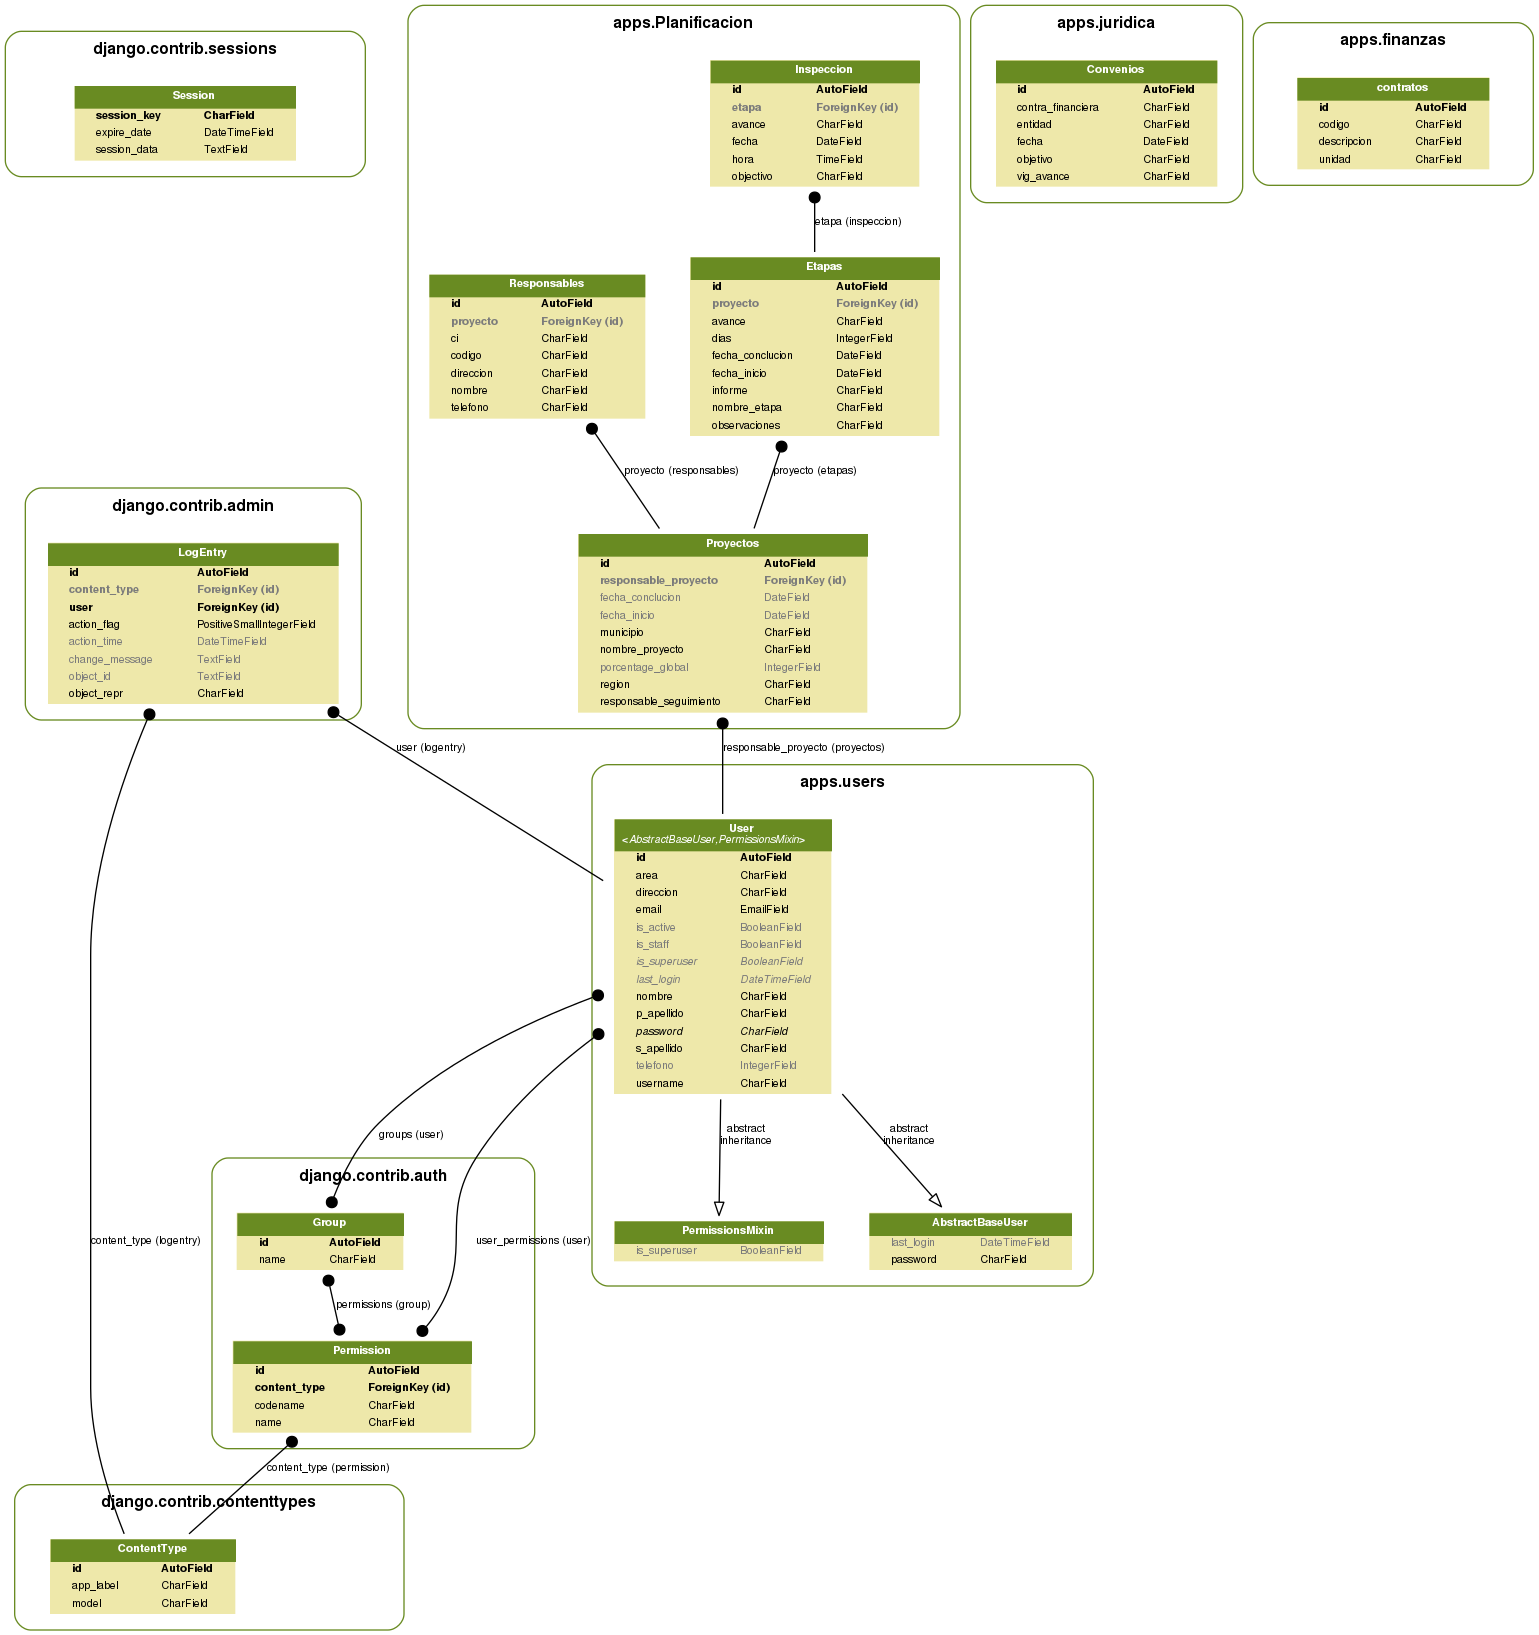 django.contrib.sessions
Session
session_key CharField
expire_date DateTimeField
session_data TextField
apps.Planificacion
Inspeccion
id AutoField
etapa ForeignKey (id)
avance CharField
fecha DateField
hora TimeField
objectivo CharField
etapa (inspeccion)
Responsables
id AutoField
proyecto ForeignKey (id)
ci CharField
codigo CharField
direccion CharField
nombre CharField
telefono CharField
Etapas
id AutoField
proyecto ForeignKey (id)
avance CharField
dias IntegerField
fecha_conclucion DateField
fecha_inicio DateField
informe CharField
nombre_etapa CharField
observaciones CharField
proyecto (responsables)
proyecto (etapas)
Proyectos
id AutoField
responsable_proyecto ForeignKey (id)
fecha_conclucion DateField
fecha_inicio DateField
municipio CharField
nombre_proyecto CharField
porcentage_global IntegerField
region CharField
responsable_seguimiento CharField
apps.juridica
Convenios
id AutoField
contra_financiera CharField
entidad CharField
fecha DateField
objetivo CharField
vig_avance CharField
apps.finanzas
contratos
id AutoField
codigo CharField
descripcion CharField
unidad CharField
django.contrib.admin
LogEntry
id AutoField
content_type ForeignKey (id)
user ForeignKey (id)
action_flag PositiveSmallIntegerField
action_time DateTimeField
change_message TextField
object_id TextField
object_repr CharField
user (logentry)
responsable_proyecto (proyectos)
apps.users
User
<AbstractBaseUser,PermissionsMixin>
id AutoField
area CharField
direccion CharField
email EmailField
is_active BooleanField
is_staff BooleanField
is_superuser BooleanField
last_login DateTimeField
nombre CharField
p_apellido CharField
password CharField
s_apellido CharField
telefono IntegerField
username CharField
abstract
inheritance
abstract
inheritance
PermissionsMixin
is_superuser BooleanField
AbstractBaseUser
last_login DateTimeField
password CharField
groups (user)
django.contrib.auth
Group
id AutoField
name CharField
content_type (logentry)
user_permissions (user)
permissions (group)
Permission
id AutoField
content_type ForeignKey (id)
codename CharField
name CharField
content_type (permission)
django.contrib.contenttypes
ContentType
id AutoField
app_label CharField
model CharField